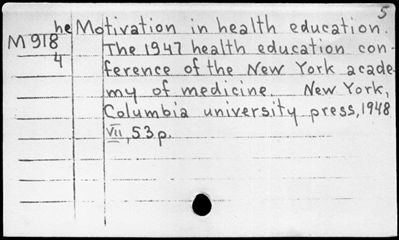 5
he Motivation in health education.
M918 The 1947 health education con-
4 ference of the New York acade-
my of medicine. New York,
Columbia university press, 1948
VII, 53p.